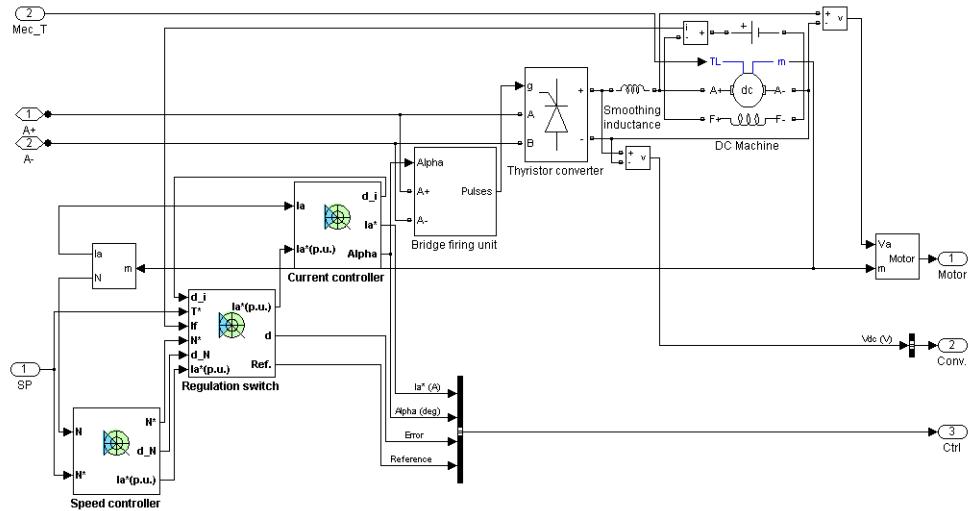 2
Mec_T
+
-
v
i
+
+
TL
m
dc
A+
A-
F+
F-
DC Machine
Smoothing
inductance
g
A
B
+
-
Thyristor converter
+
-
v
1
A+
2
A-
Alpha
A+
A-
Pulses
Bridge firing unit
Ia
Ia*(p.u.)
d_i
Ia*
Alpha
Current controller
Ia
N
m
Va
m
Motor
1
Motor
d_i
T*
If
N*
d_N
Ia*(p.u.)
Ia*(p.u.)
d
Ref.
Regulation switch
Vdc (V)
2
Conv.
1
SP
Ia* (A)
Alpha (deg)
Error
Reference
3
Ctrl
N
N*
N*
d_N
Ia*(p.u.)
Speed controller